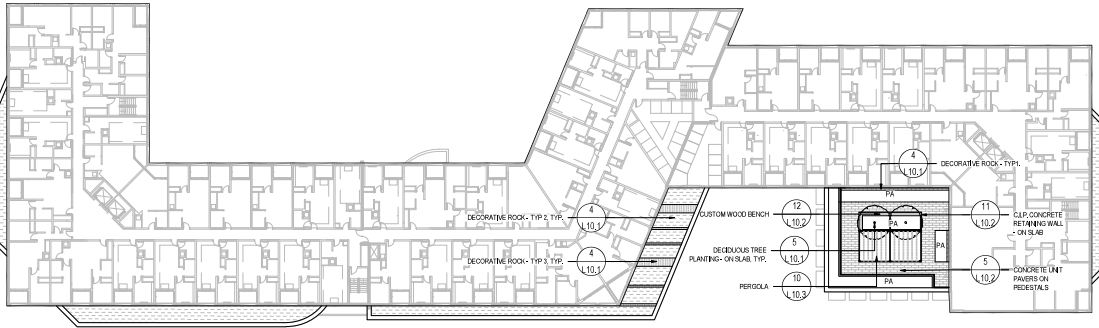 4
L10.1
DECORATIVE ROCK - TYP1.
PA
DECORATIVE ROCK - TYP 2, TYP.
4
L10.1
CUSTOM WOOD BENCH
12
L10.2
11
L10.2
C.I.P. CONCRETE
RETAINING WALL
- ON SLAB
PA
DECIDUOUS TREE
PLANTING - ON SLAB, TYP.
5
L10.1
PA
DECORATIVE ROCK - TYP 3, TYP.
4
L10.1
5
L10.2
CONCRETE UNIT
PAVERS ON
PEDESTALS
PERGOLA
10
L10.3
PA